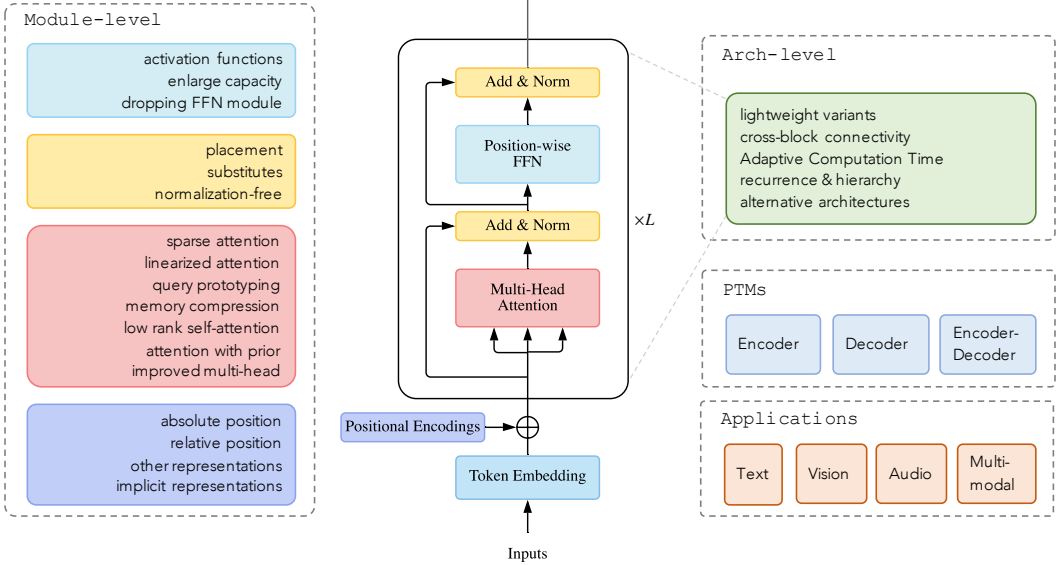 Module-level
activation functions
enlarge capacity
dropping FFN module
placement
substitutes
normalization-free
sparse attention
linearized attention
query prototyping
memory compression
low rank self-attention
attention with prior
improved multi-head
absolute position
relative position
other representations
implicit representations
Add & Norm
Position-wise
FFN
Add & Norm
Multi-Head
Attention
×L
Positional Encodings
Token Embedding
Inputs
Arch-level
lightweight variants
cross-block connectivity
Adaptive Computation Time
recurrence & hierarchy
alternative architectures
PTMs
Encoder
Decoder
Encoder-
Decoder
Applications
Text
Vision
Audio
Multi-
modal